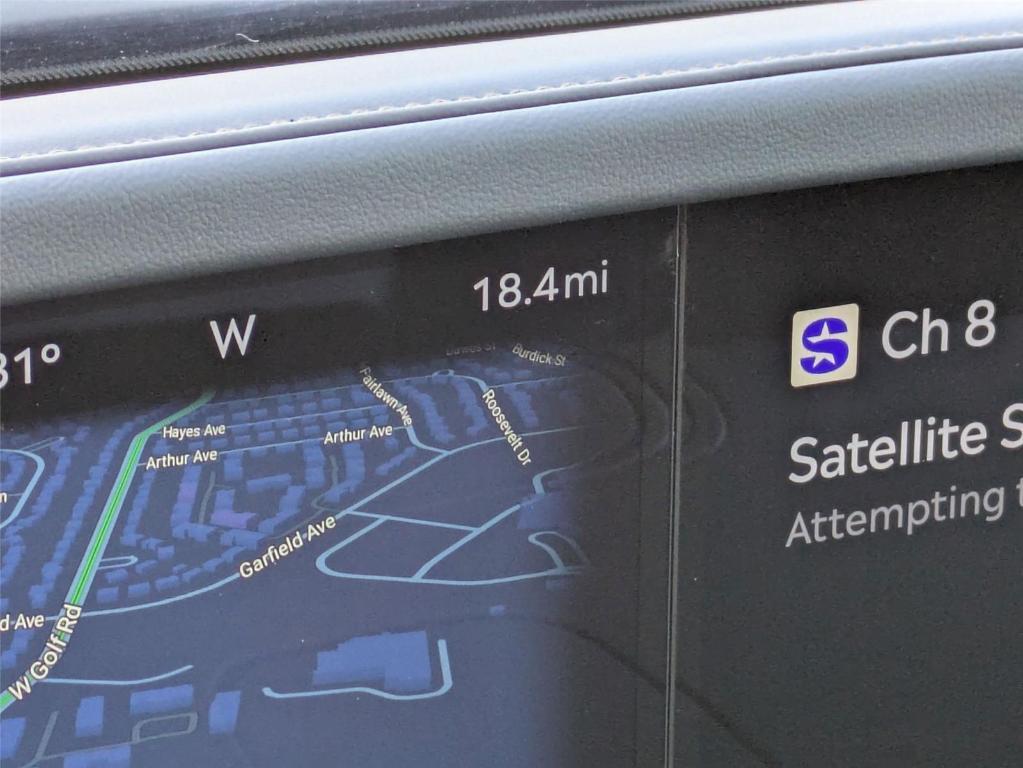 18.4mi
W
31°
Ch 8
Burdick St
Fairlawn Ave
Roosevelt Dr
Hayes Ave
Arthur Ave
Arthur Ave
Satellite S
Attempting t
Garfield Ave
d Ave
W Golf Rd